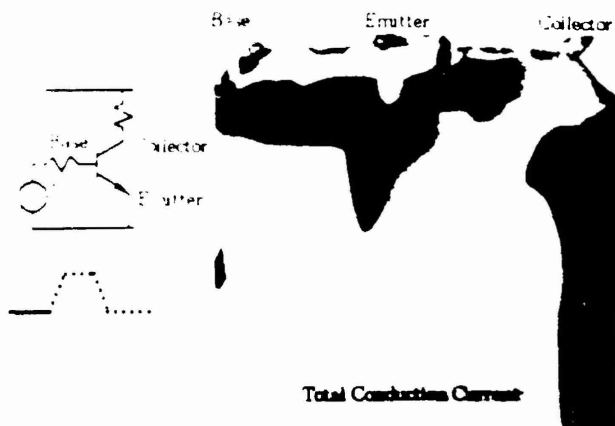 Base Emitter Collector
Base Collector
Emitter
Total Conduction Current